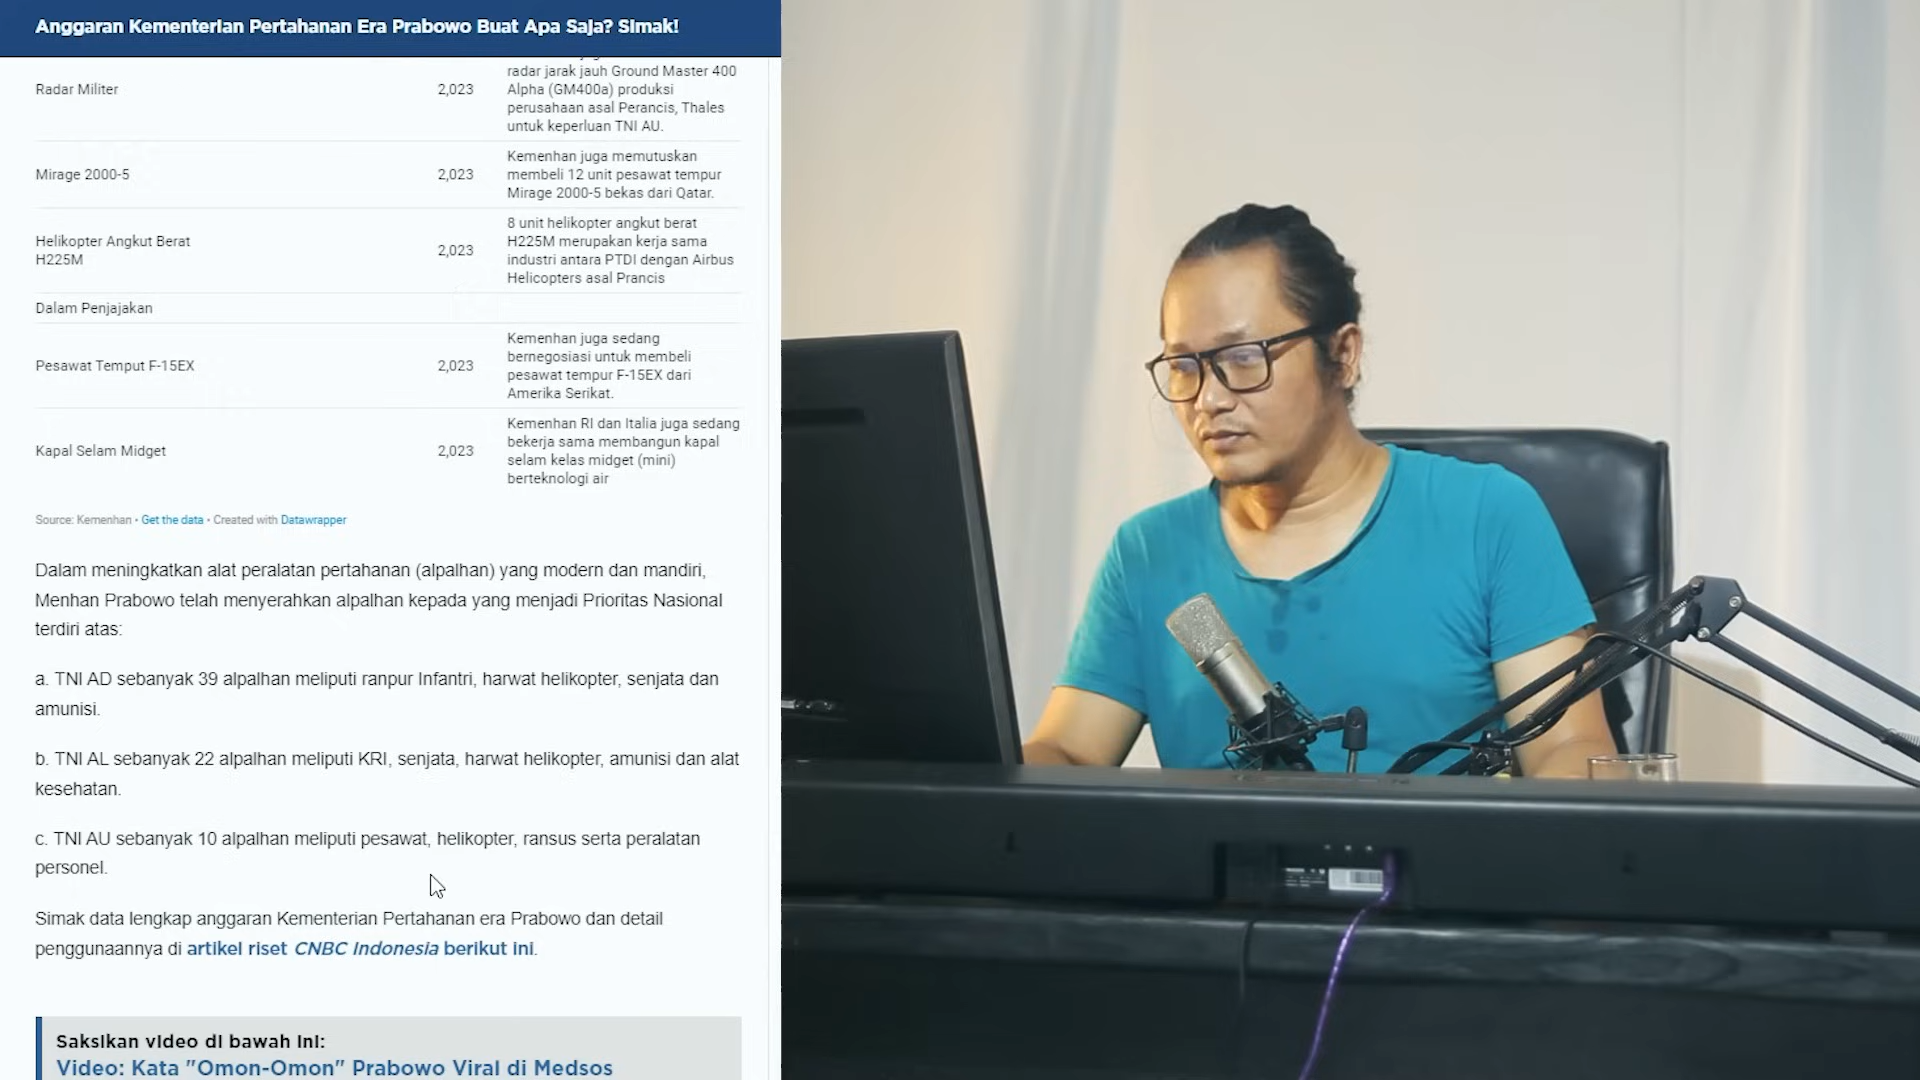 Anggaran Kementerian Pertahanan Era Prabowo Buat Apa Saja? Simak!
Radar Militer
2,023
radar jarak jauh Ground Master 400
Alpha (GM400a) produksi
perusahaan asal Perancis, Thales
untuk keperluan TNI AU.
Mirage 2000-5
2,023
Kemenhan juga memutuskan
membeli 12 unit pesawat tempur
Mirage 2000-5 bekas dari Qatar.
Helikopter Angkut Berat
H225M
2,023
8 unit helikopter angkut berat
H225M merupakan kerja sama
industri antara PTDI dengan Airbus
Helicopters asal Prancis
Dalam Penjajakan
Pesawat Temput F-15EX
2,023
Kemenhan juga sedang
bernegosiasi untuk membeli
pesawat tempur F-15EX dari
Amerika Serikat.
Kapal Selam Midget
2,023
Kemenhan RI dan Italia juga sedang
bekerja sama membangun kapal
selam kelas midget (mini)
berteknologi air
Source: Kemenhan • Get the data • Created with Datawrapper
Dalam meningkatkan alat peralatan pertahanan (alpalhan) yang modern dan mandiri,
Menhan Prabowo telah menyerahkan alpalhan kepada yang menjadi Prioritas Nasional
terdiri atas:
a. TNI AD sebanyak 39 alpalhan meliputi ranpur Infantri, harwat helikopter, senjata dan
amunisi.
b. TNI AL sebanyak 22 alpalhan meliputi KRI, senjata, harwat helikopter, amunisi dan alat
kesehatan.
c. TNI AU sebanyak 10 alpalhan meliputi pesawat, helikopter, ransus serta peralatan
personel.
Simak data lengkap anggaran Kementerian Pertahanan era Prabowo dan detail
penggunaannya di artikel riset CNBC Indonesia berikut ini.
Saksikan video di bawah ini:
Video: Kata "Omon-Omon" Prabowo Viral di Medsos